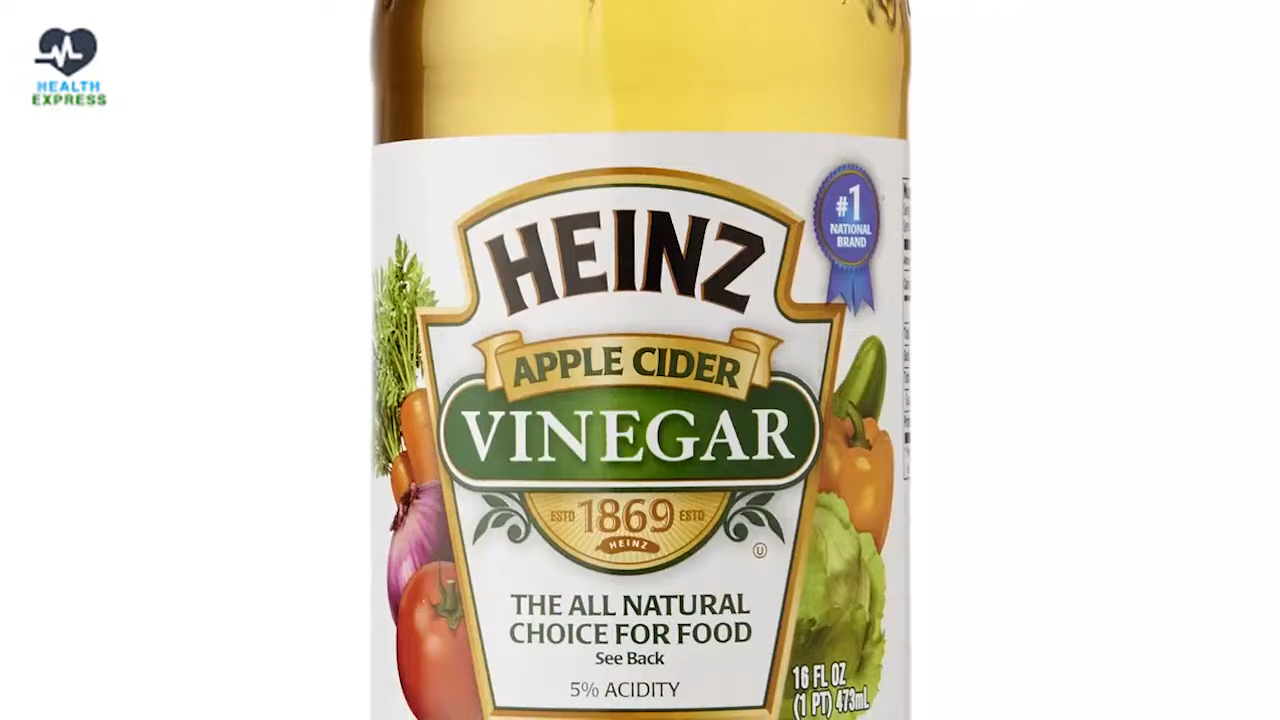 HEALTH
EXPRESS
#1
NATIONAL
BRAND
HEINZ
APPLE CIDER
VINEGAR
ESTD 1869 ESTD
HEINZ
U
THE ALL NATURAL
CHOICE FOR FOOD
See Back
5% ACIDITY
16 FL OZ
(1 PT) 473mL